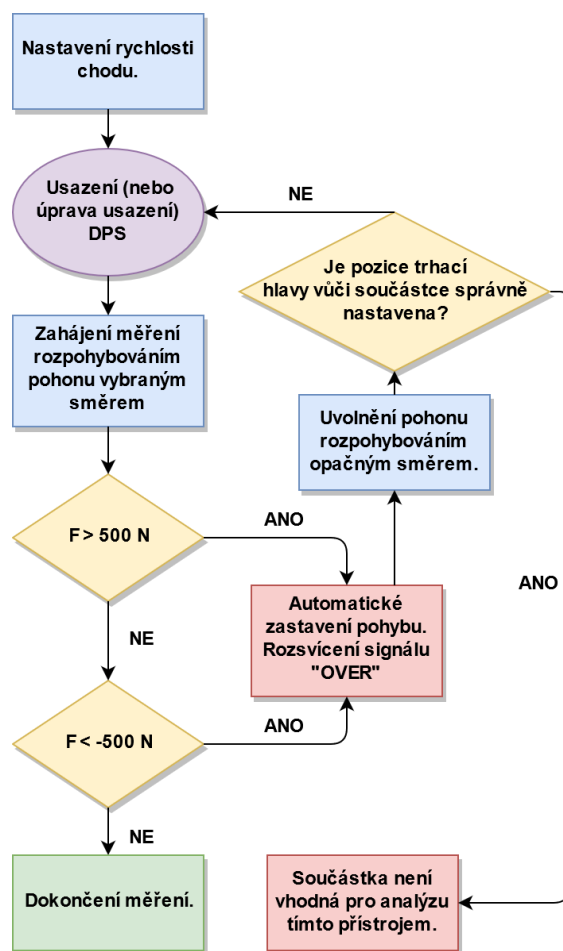 Nastavení rychlosti
chodu.
Usazení (nebo
úprava usazení)
DPS
NE
Je pozice trhací
hlavy vůči součástce správně
nastavena?
Zahájení měření
rozpohybováním
pohonu vybraným
směrem
Uvolnění pohonu
rozpohybováním
opačným směrem.
F > 500 N
ANO
ANO
Automatické
zastavení pohybu.
Rozsvícení signálu
"OVER"
NE
F < -500 N
ANO
NE
Dokončení měření.
Součástka není
vhodná pro analýzu
tímto přístrojem.